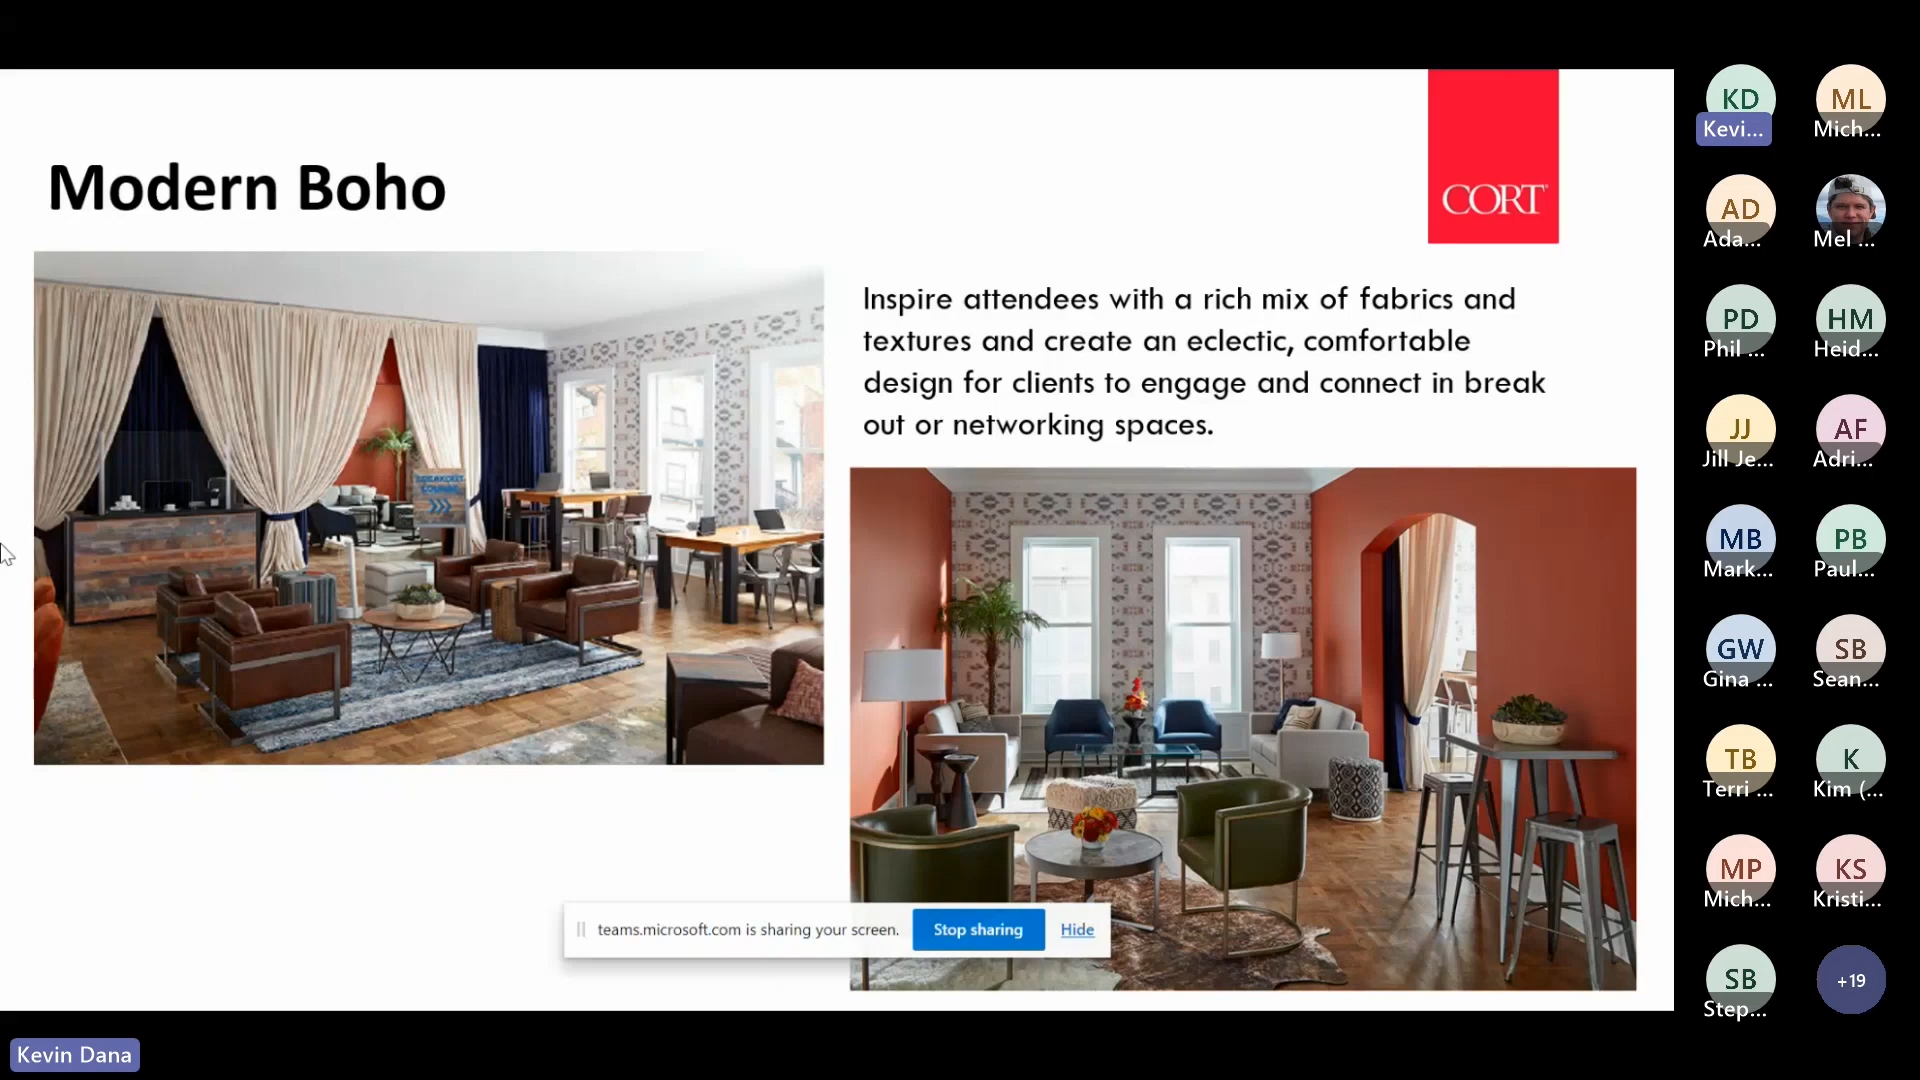 Modern Boho
CORT
Inspire attendees with a rich mix of fabrics and
textures and create an eclectic, comfortable
design for clients to engage and connect in break
out or networking spaces.
BREAKOUT
LOUNGE
teams.microsoft.com is sharing your screen.
Stop sharing
Hide
KD
Kevi...
ML
Mich...
AD
Ada...
Mel ...
PD
Phil ...
HM
Heid...
JJ
Jill Je...
AF
Adri...
MB
Mark...
PB
Paul...
GW
Gina ...
SB
Sean...
TB
Terri ...
K
Kim (...
MP
Mich...
KS
Kristi...
SB
Step...
+19
Kevin Dana